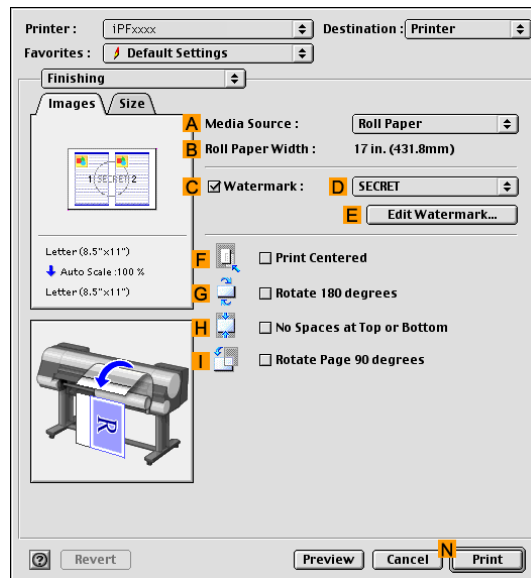 Printer : iPFxxxx Destination : Printer
Favorites : Default Settings
Finishing
Images Size
A Media Source : Roll Paper
B Roll Paper Width : 17 in. (431.8mm)
C Watermark : D SECRET
E Edit Watermark...
1 SECRET 2
Letter (8.5"x11")
Auto Scale :100 %
Letter (8.5"x11")
F Print Centered
G Rotate 180 degrees
H No Spaces at Top or Bottom
I Rotate Page 90 degrees
R
N
? Revert Preview Cancel Print